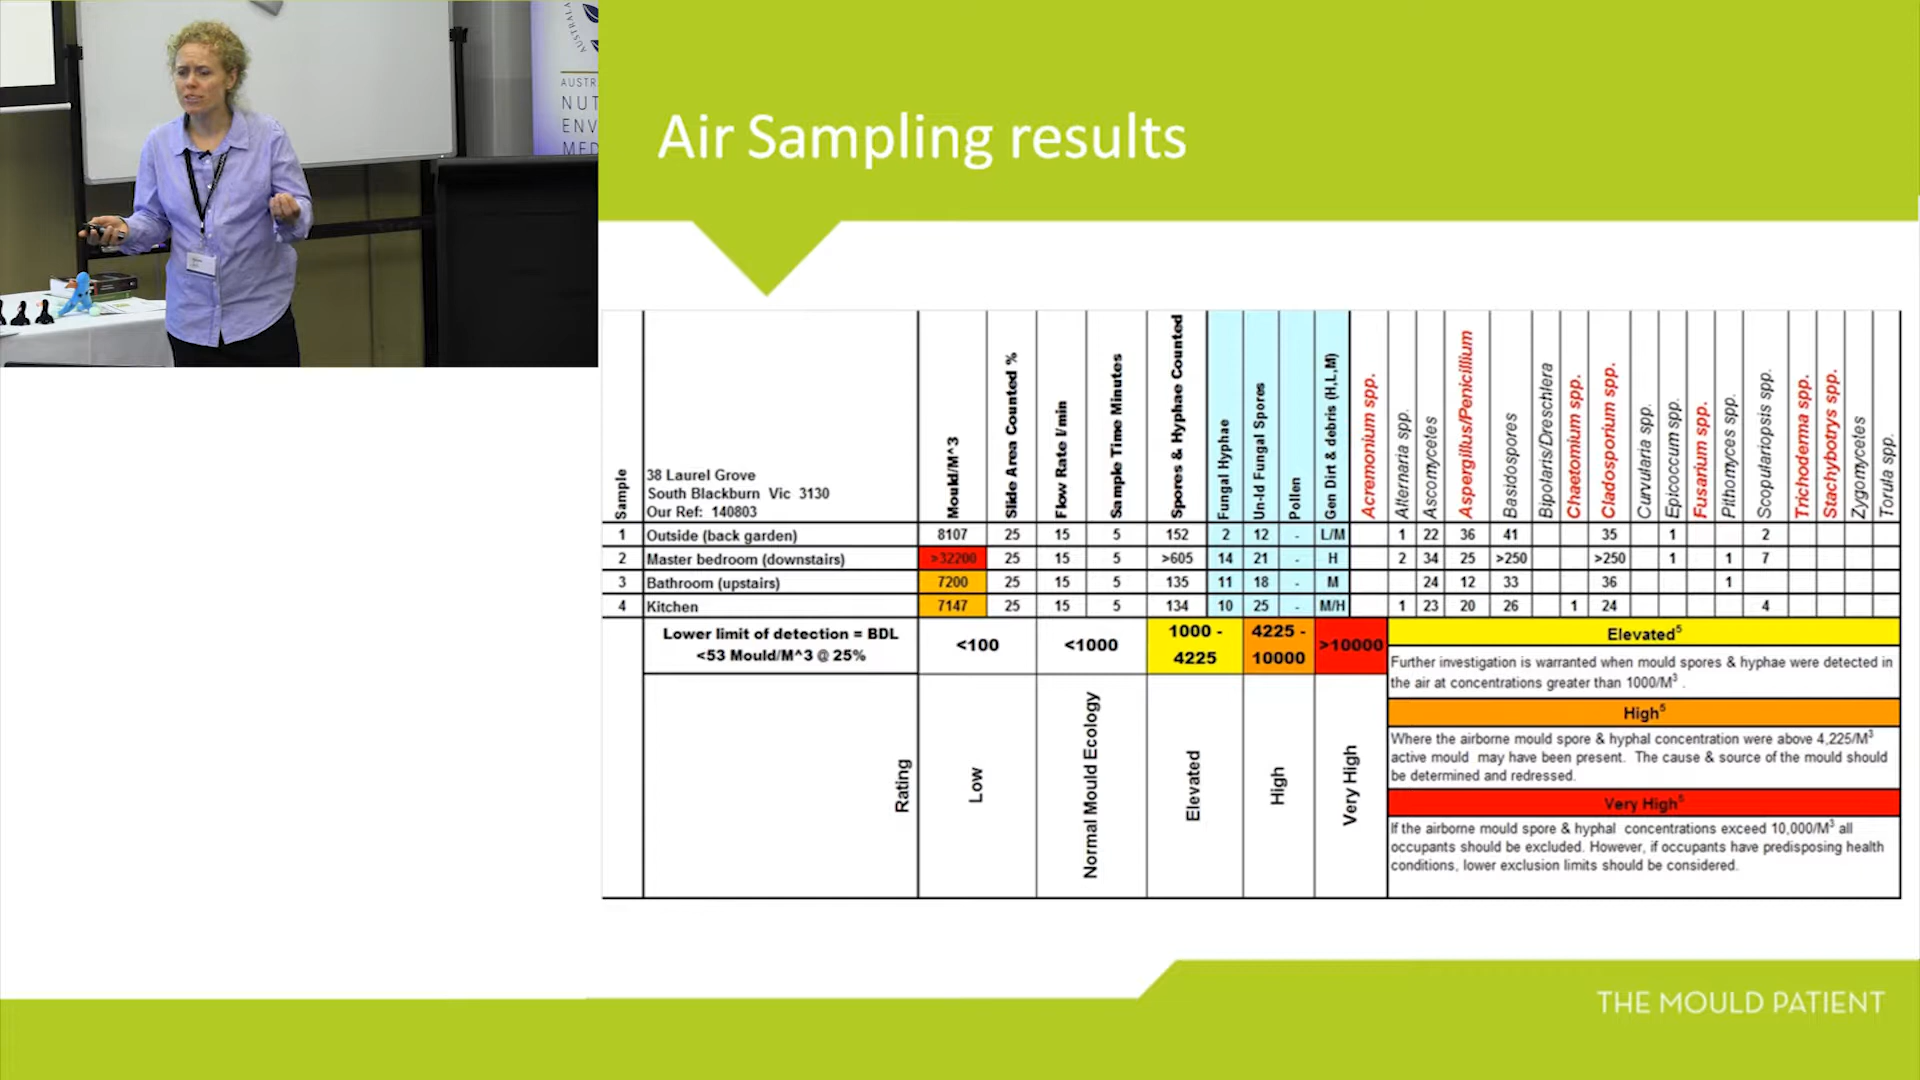 AUSTRALA
AUSTR
NUT
ENV
MED
Air Sampling results
Sample
38 Laurel Grove
South Blackburn Vic 3130
Our Ref: 140803
Mould/M^3
Slide Area Counted %
Flow Rate l/min
Sample Time Minutes
Spores & Hyphae Counted
Fungal Hyphae
Un-Id Fungal Spores
Pollen
Gen Dirt & debris (H,L,M)
Acremonium spp.
Alternaria spp.
Ascomycetes
Aspergillus/Penicillium
Basidospores
Bipolaris/Dreschlera
Chaetomium spp.
Cladosporium spp.
Curvularia spp.
Epicoccum spp.
Fusarium spp.
Pithomyces spp.
Scopulariopsis spp.
Trichoderma spp.
Stachybotrys spp.
Zygomycetes
Torula spp.
1 Outside (back garden) 8107 25 15 5 152 2 12 - L/M 1 22 36 41 35 1 2
2 Master bedroom (downstairs) >32200 25 15 5 >605 14 21 - H 2 34 25 >250 >250 1 1 7
3 Bathroom (upstairs) 7200 25 15 5 135 11 18 - M 24 12 33 36 1
4 Kitchen 7147 25 15 5 134 10 25 - M/H 1 23 20 26 1 24 4
Lower limit of detection = BDL
<53 Mould/M^3 @ 25%
<100
<1000
1000 -
4225
4225 -
10000
>10000
Rating
Low
Normal Mould Ecology
Elevated
High
Very High
Elevated⁵
Further investigation is warranted when mould spores & hyphae were detected in
the air at concentrations greater than 1000/M³ .
High⁵
Where the airborne mould spore & hyphal concentration were above 4,225/M³
active mould may have been present. The cause & source of the mould should
be determined and redressed.
Very High⁵
If the airborne mould spore & hyphal concentrations exceed 10,000/M³ all
occupants should be excluded. However, if occupants have predisposing health
conditions, lower exclusion limits should be considered.
THE MOULD PATIENT